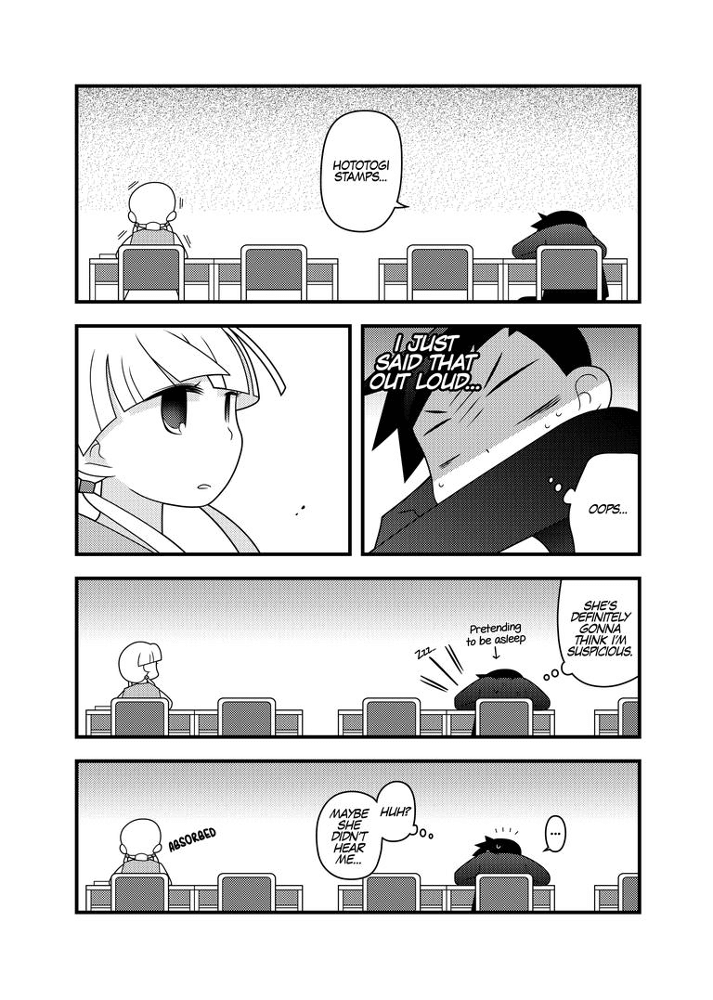 HOTOTOGI
STAMPS...
I JUST
SAID THAT
OUT LOUD...
OOPS...
SHE'S
DEFINITELY
GONNA
THINK I'M
SUSPICIOUS.
Pretending
to be asleep
ZZZ
ABSORBED
MAYBE
SHE
DIDN'T
HEAR
ME...
HUH?
...